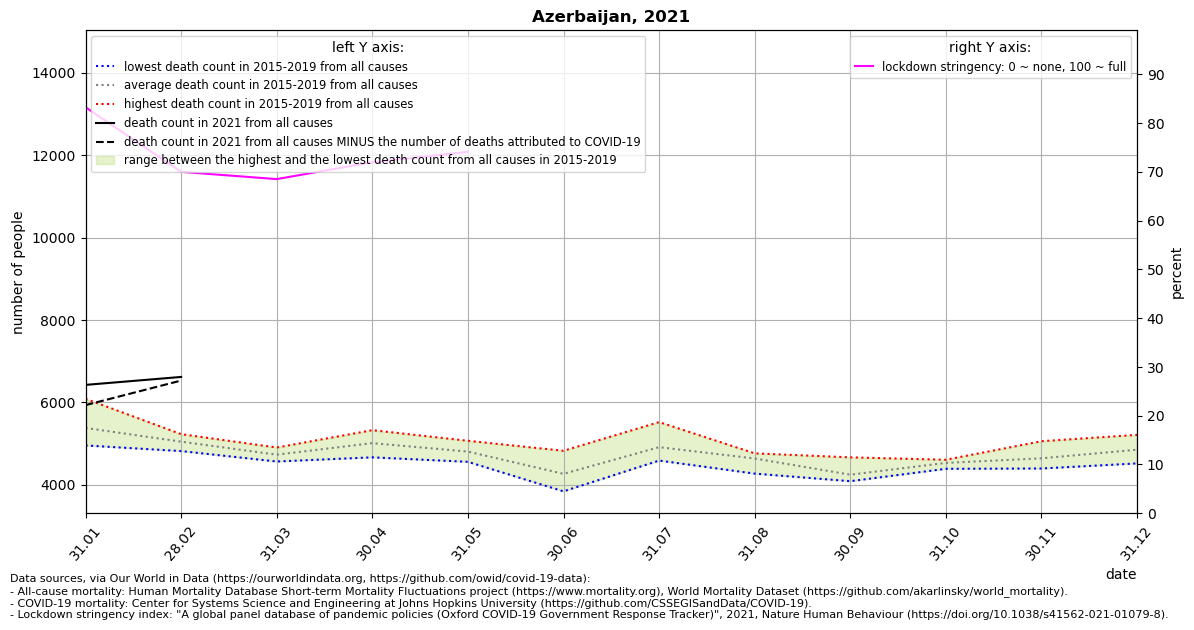 Azerbaijan, 2021
left Y axis:
lowest death count in 2015-2019 from all causes
average death count in 2015-2019 from all causes
highest death count in 2015-2019 from all causes
death count in 2021 from all causes
death count in 2021 from all causes MINUS the number of deaths attributed to COVID-19
range between the highest and the lowest death count from all causes in 2015-2019
right Y axis:
lockdown stringency: 0 ~ none, 100 ~ full
number of people
14000
12000
10000
8000
6000
4000
percent
90
80
70
60
50
40
30
20
10
0
31.01
28.02
31.03
30.04
31.05
30.06
31.07
31.08
30.09
31.10
30.11
31.12
date
Data sources, via Our World in Data (https://ourworldindata.org, https://github.com/owid/covid-19-data):
- All-cause mortality: Human Mortality Database Short-term Mortality Fluctuations project (https://www.mortality.org), World Mortality Dataset (https://github.com/akarlinsky/world_mortality).
- COVID-19 mortality: Center for Systems Science and Engineering at Johns Hopkins University (https://github.com/CSSEGISandData/COVID-19).
- Lockdown stringency index: "A global panel database of pandemic policies (Oxford COVID-19 Government Response Tracker)", 2021, Nature Human Behaviour (https://doi.org/10.1038/s41562-021-01079-8).